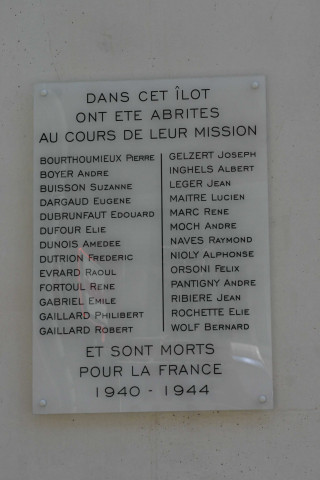 DANS CET ÎLOT
ONT ETE ABRITES
AU COURS DE LEUR MISSION
BOURTHOUMIEUX PIERRE
BOYER ANDRE
BUISSON SUZANNE
DARGAUD EUGENE
DUBRUNFAUT EDOUARD
DUFOUR ELIE
DUNOIS AMEDEE
DUTRION FREDERIC
EVRARD RAOUL
FORTOUL RENE
GABRIEL EMILE
GAILLARD PHILIBERT
GAILLARD ROBERT
GELZERT JOSEPH
INGHELS ALBERT
LEGER JEAN
MAITRE LUCIEN
MARC RENE
MOCH ANDRE
NAVES RAYMOND
NIOLY ALPHONSE
ORSONI FELIX
PANTIGNY ANDRE
RIBIERE JEAN
ROCHETTE ELIE
WOLF BERNARD
ET SONT MORTS
POUR LA FRANCE
1940 - 1944